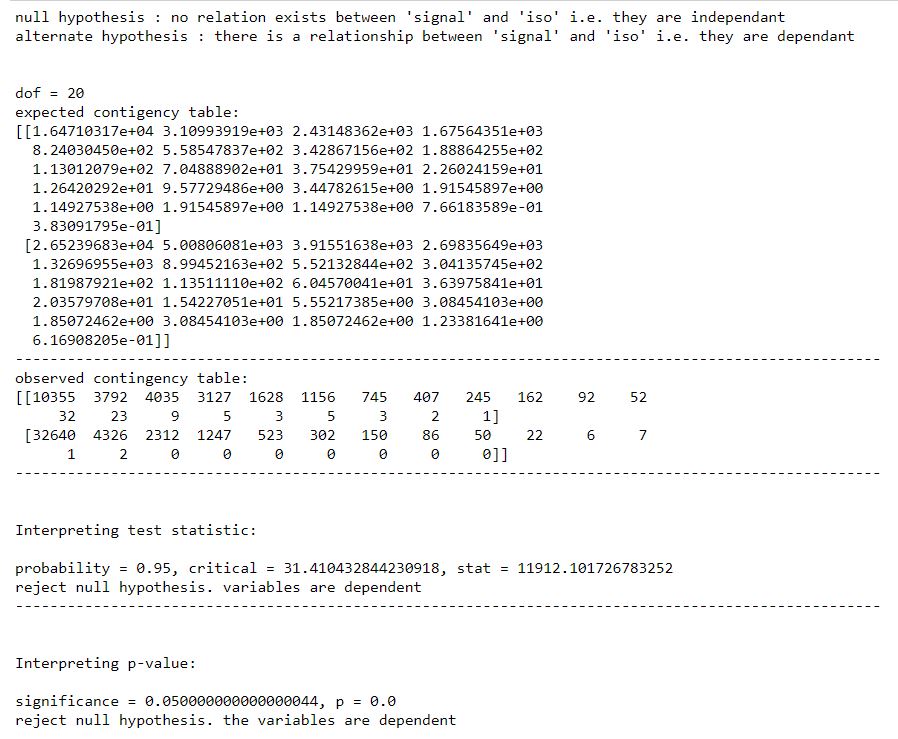 null hypothesis : no relation exists between 'signal' and 'iso' i.e. they are independant
alternate hypothesis : there is a relationship between 'signal' and 'iso' i.e. they are dependant
dof = 20
expected contigency table:
[[1.64710317e+04 3.10993919e+03 2.43148362e+03 1.67564351e+03
8.24030450e+02 5.58547837e+02 3.42867156e+02 1.88864255e+02
1.13012079e+02 7.04888902e+01 3.75429959e+01 2.26024159e+01
1.26420292e+01 9.57729486e+00 3.44782615e+00 1.91545897e+00
1.14927538e+00 1.91545897e+00 1.14927538e+00 7.66183589e-01
3.83091795e-01]
[2.65239683e+04 5.00806081e+03 3.91551638e+03 2.69835649e+03
1.32696955e+03 8.99452163e+02 5.52132844e+02 3.04135745e+02
1.81987921e+02 1.13511110e+02 6.04570041e+01 3.63975841e+01
2.03579708e+01 1.54227051e+01 5.55217385e+00 3.08454103e+00
1.85072462e+00 3.08454103e+00 1.85072462e+00 1.23381641e+00
6.16908205e-01]]
----------------------------------------------------------------------------------------------------
observed contingency table:
[[10355 3792 4035 3127 1628 1156 745 407 245 162 92 52
32 23 9 5 3 5 3 2 1]
[32640 4326 2312 1247 523 302 150 86 50 22 6 7
1 2 0 0 0 0 0 0 0]]
----------------------------------------------------------------------------------------------------
Interpreting test statistic:
probability = 0.95, critical = 31.410432844230918, stat = 11912.101726783252
reject null hypothesis. variables are dependent
----------------------------------------------------------------------------------------------------
Interpreting p-value:
significance = 0.050000000000000044, p = 0.0
reject null hypothesis. the variables are dependent